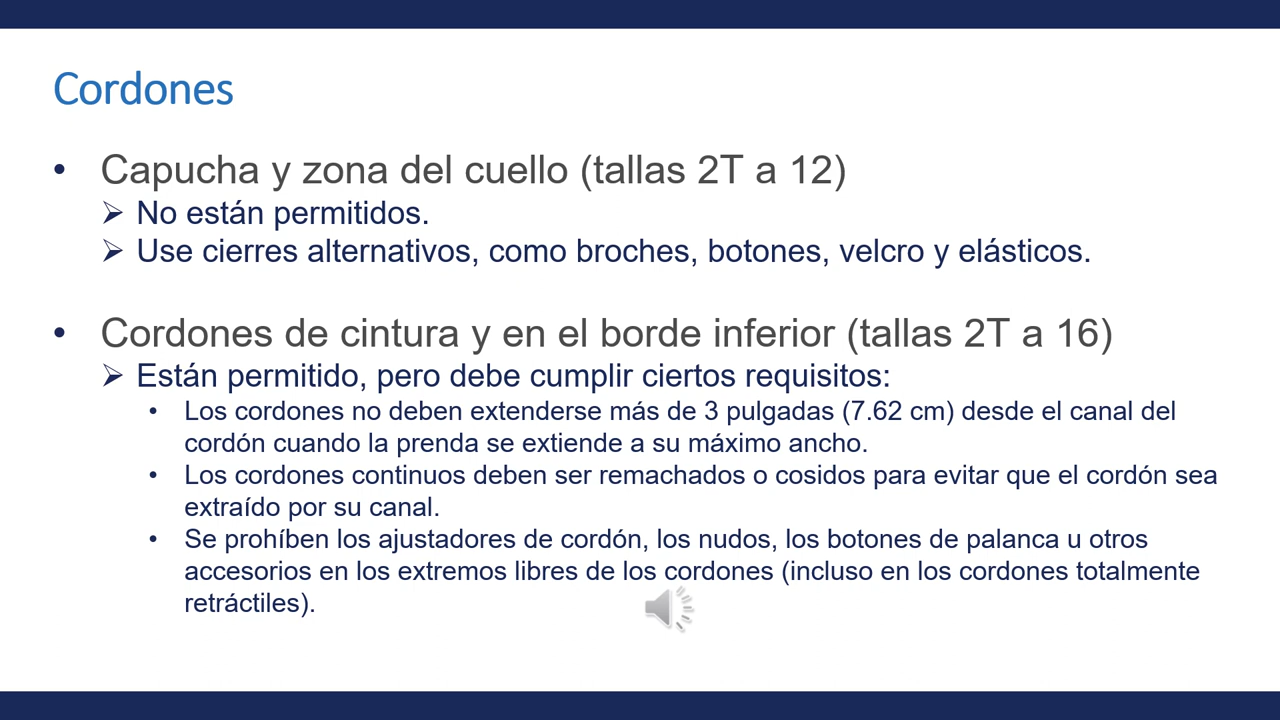 Cordones
• Capucha y zona del cuello (tallas 2T a 12)
➢ No están permitidos.
➢ Use cierres alternativos, como broches, botones, velcro y elásticos.
• Cordones de cintura y en el borde inferior (tallas 2T a 16)
➢ Están permitido, pero debe cumplir ciertos requisitos:
• Los cordones no deben extenderse más de 3 pulgadas (7.62 cm) desde el canal del
cordón cuando la prenda se extiende a su máximo ancho.
• Los cordones continuos deben ser remachados o cosidos para evitar que el cordón sea
extraído por su canal.
• Se prohíben los ajustadores de cordón, los nudos, los botones de palanca u otros
accesorios en los extremos libres de los cordones (incluso en los cordones totalmente
retráctiles).